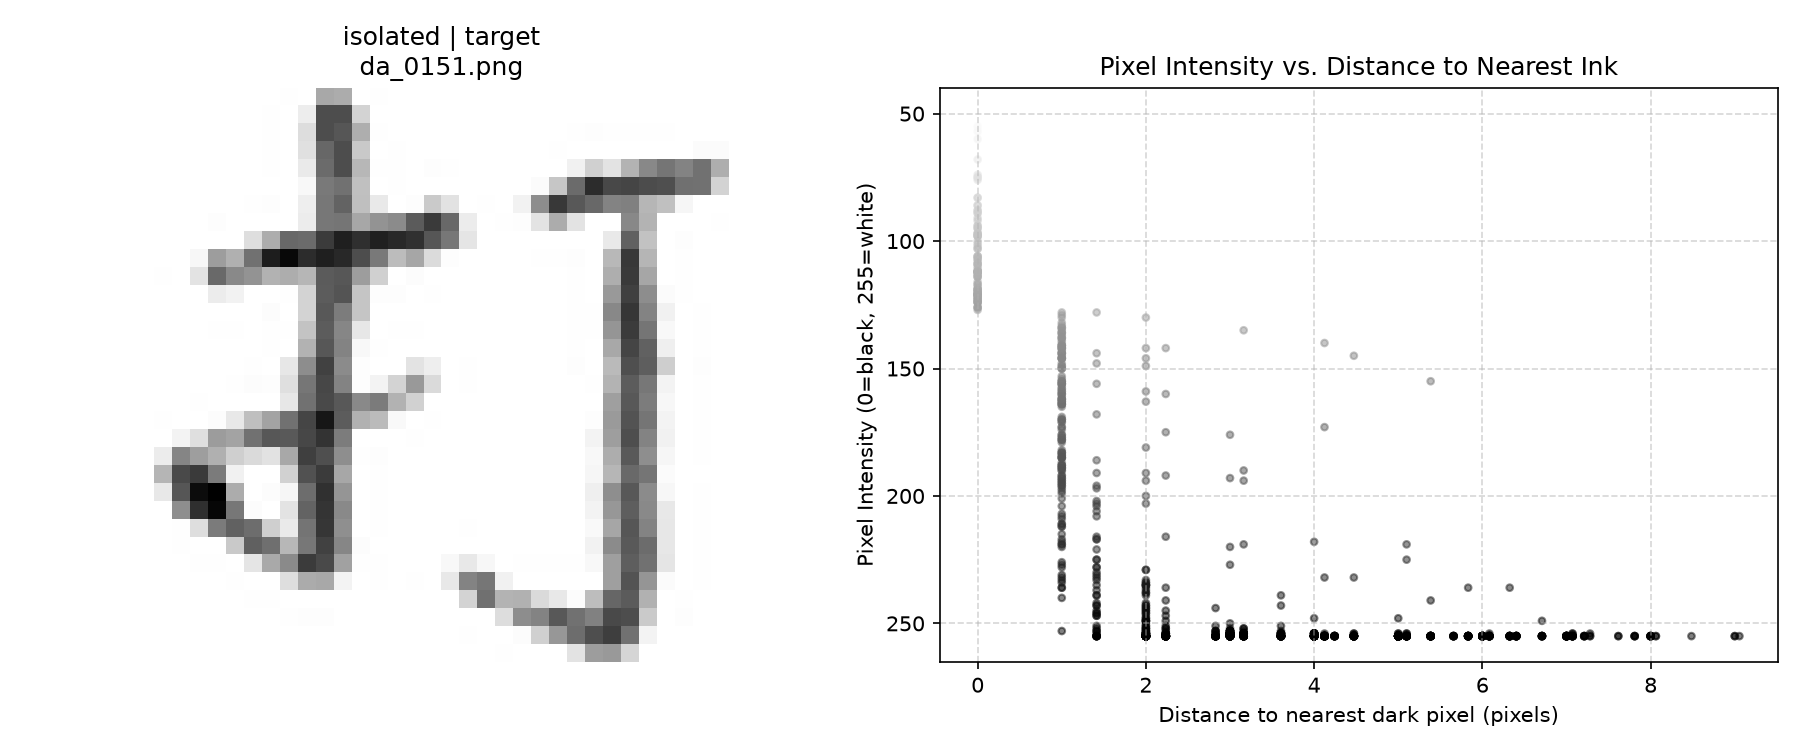 isolated | target
da_0151.png
打
Pixel Intensity vs. Distance to Nearest Ink
Pixel Intensity (0=black, 255=white)
50
100
150
200
250
0 2 4 6 8
Distance to nearest dark pixel (pixels)